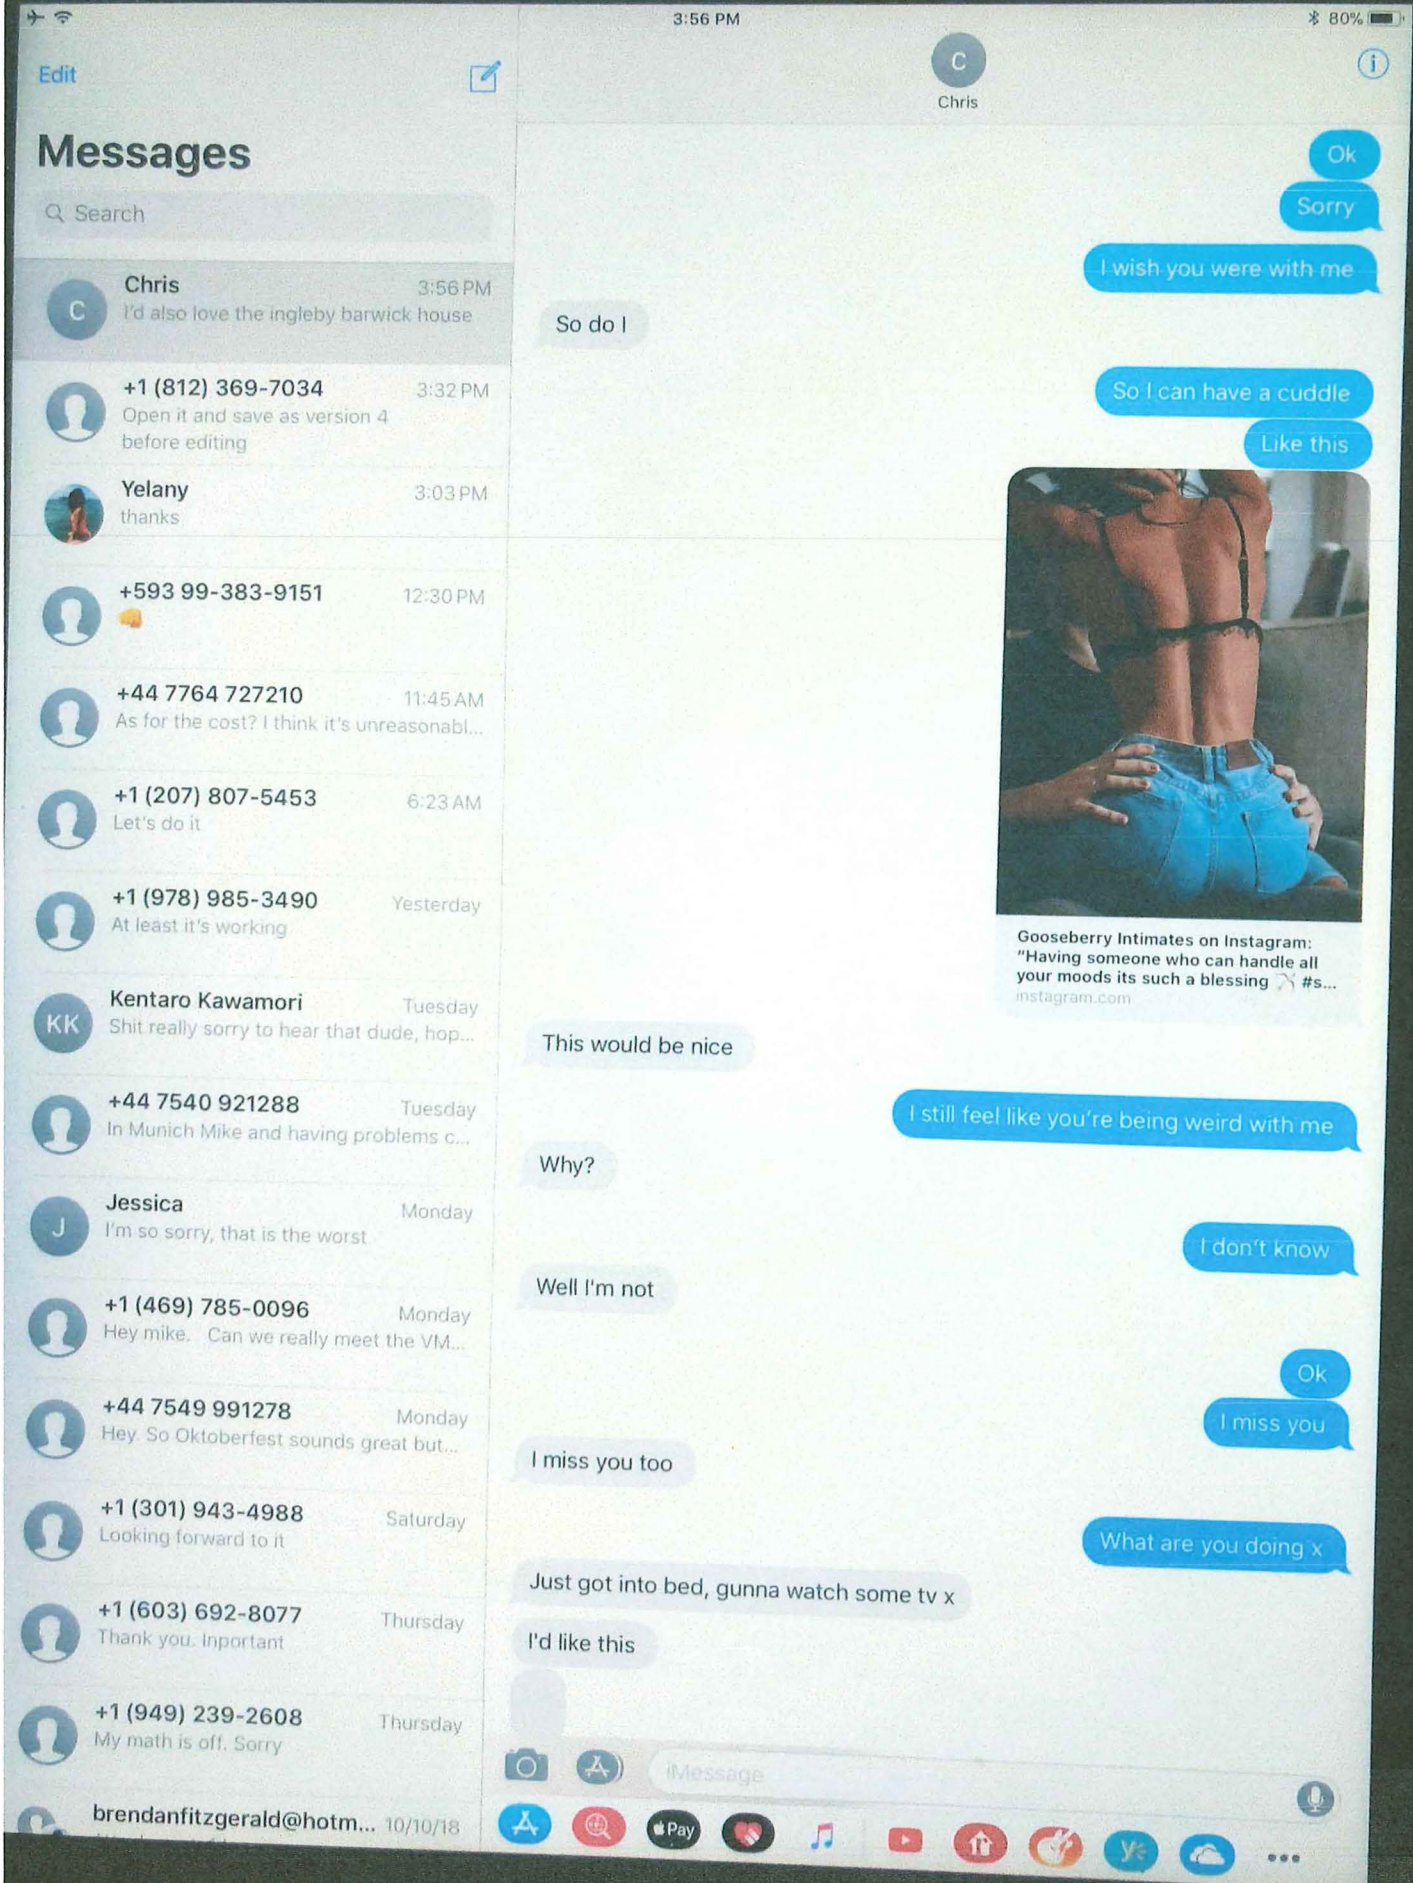 3:56 PM
80%
Edit
Messages
Search
Chris 3:56 PM
I'd also love the ingleby barwick house
+1 (812) 369-7034 3:32 PM
Open it and save as version 4
before editing
Yelany 3:03 PM
thanks
+593 99-383-9151 12:30 PM
+44 7764 727210 11:45 AM
As for the cost? I think it's unreasonabl...
+1 (207) 807-5453 6:23 AM
Let's do it
+1 (978) 985-3490 Yesterday
At least it's working
KK
Kentaro Kawamori Tuesday
Shit really sorry to hear that dude, hop...
+44 7540 921288 Tuesday
In Munich Mike and having problems c...
J
Jessica Monday
I'm so sorry, that is the worst
+1 (469) 785-0096 Monday
Hey mike. Can we really meet the VM...
+44 7549 991278 Monday
Hey. So Oktoberfest sounds great but...
+1 (301) 943-4988 Saturday
Looking forward to it
+1 (603) 692-8077 Thursday
Thank you. Inportant
+1 (949) 239-2608 Thursday
My math is off. Sorry
brendanfitzgerald@hotm... 10/10/18
C
C
Chris
Ok
Sorry
I wish you were with me
So do I
So I can have a cuddle
Like this
Gooseberry Intimates on Instagram:
"Having someone who can handle all
your moods its such a blessing #s...
instagram.com
This would be nice
I still feel like you're being weird with me
Why?
I don't know
Well I'm not
Ok
I miss you
I miss you too
What are you doing x
Just got into bed, gunna watch some tv x
I'd like this
iMessage
Pay